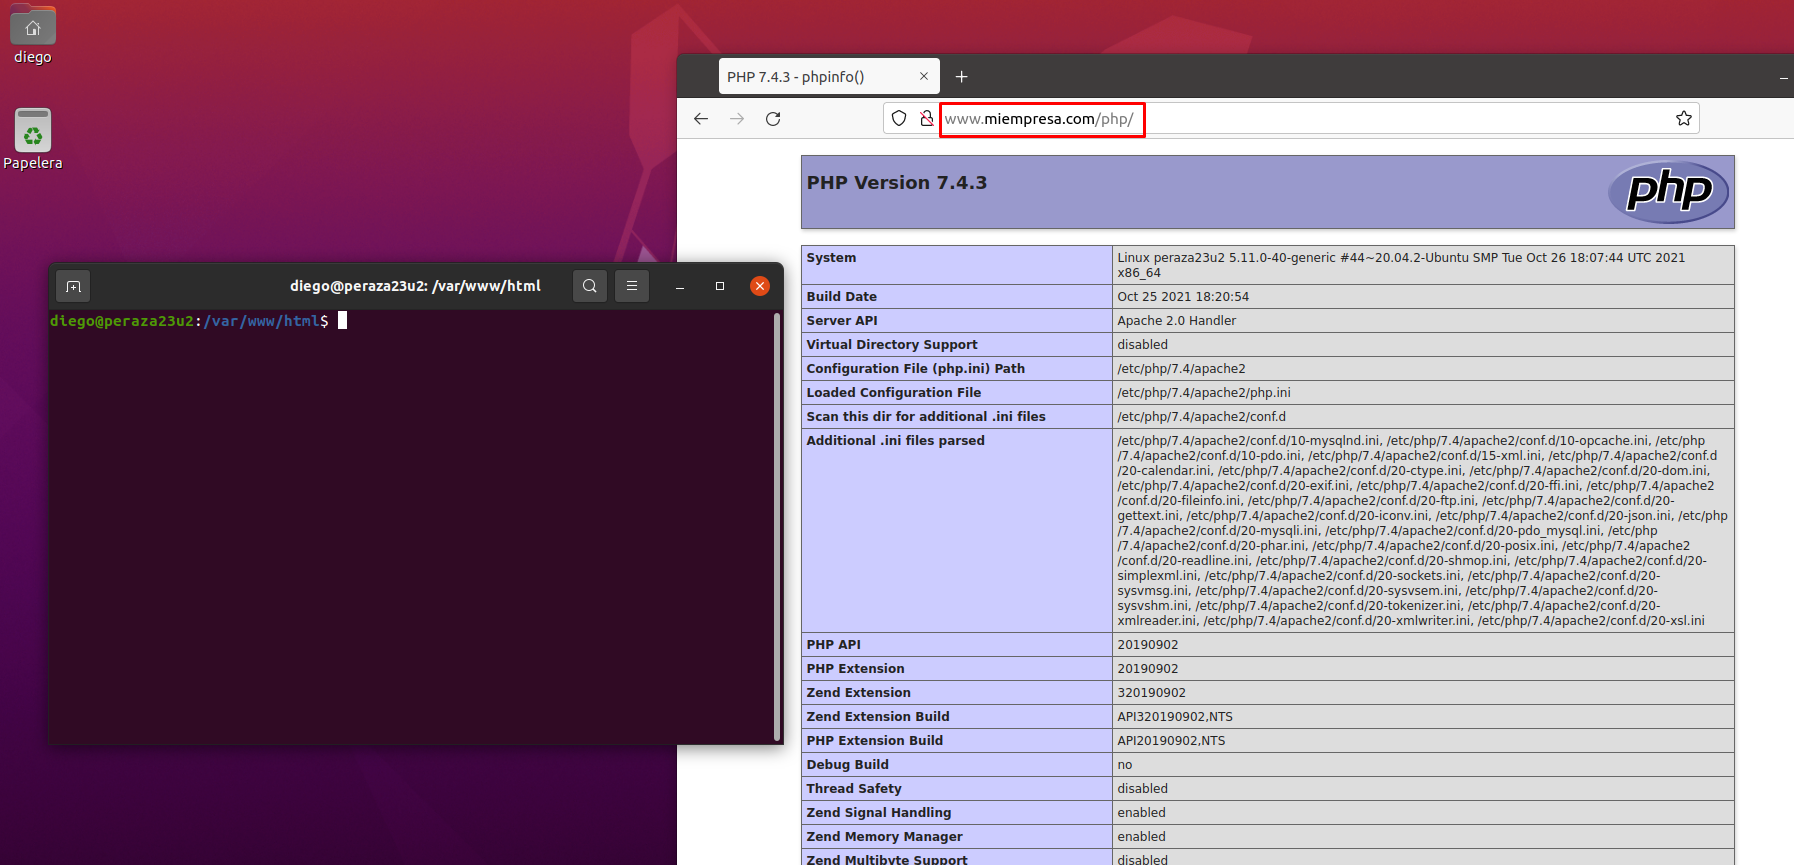 diego
Papelera
diego@peraza23u2: /var/www/html
diego@peraza23u2:/var/www/html$
PHP 7.4.3 - phpinfo()
www.miempresa.com/php/
PHP Version 7.4.3
php
System
Linux peraza23u2 5.11.0-40-generic #44~20.04.2-Ubuntu SMP Tue Oct 26 18:07:44 UTC 2021
x86_64
Build Date
Oct 25 2021 18:20:54
Server API
Apache 2.0 Handler
Virtual Directory Support
disabled
Configuration File (php.ini) Path
/etc/php/7.4/apache2
Loaded Configuration File
/etc/php/7.4/apache2/php.ini
Scan this dir for additional .ini files
/etc/php/7.4/apache2/conf.d
Additional .ini files parsed
/etc/php/7.4/apache2/conf.d/10-mysqlnd.ini, /etc/php/7.4/apache2/conf.d/10-opcache.ini, /etc/php
/7.4/apache2/conf.d/10-pdo.ini, /etc/php/7.4/apache2/conf.d/15-xml.ini, /etc/php/7.4/apache2/conf.d
/20-calendar.ini, /etc/php/7.4/apache2/conf.d/20-ctype.ini, /etc/php/7.4/apache2/conf.d/20-dom.ini,
/etc/php/7.4/apache2/conf.d/20-exif.ini, /etc/php/7.4/apache2/conf.d/20-ffi.ini, /etc/php/7.4/apache2
/conf.d/20-fileinfo.ini, /etc/php/7.4/apache2/conf.d/20-ftp.ini, /etc/php/7.4/apache2/conf.d/20-
gettext.ini, /etc/php/7.4/apache2/conf.d/20-iconv.ini, /etc/php/7.4/apache2/conf.d/20-json.ini, /etc/php
/7.4/apache2/conf.d/20-mysqli.ini, /etc/php/7.4/apache2/conf.d/20-pdo_mysql.ini, /etc/php
/7.4/apache2/conf.d/20-phar.ini, /etc/php/7.4/apache2/conf.d/20-posix.ini, /etc/php/7.4/apache2
/conf.d/20-readline.ini, /etc/php/7.4/apache2/conf.d/20-shmop.ini, /etc/php/7.4/apache2/conf.d/20-
simplexml.ini, /etc/php/7.4/apache2/conf.d/20-sockets.ini, /etc/php/7.4/apache2/conf.d/20-
sysvmsg.ini, /etc/php/7.4/apache2/conf.d/20-sysvsem.ini, /etc/php/7.4/apache2/conf.d/20-
sysvshm.ini, /etc/php/7.4/apache2/conf.d/20-tokenizer.ini, /etc/php/7.4/apache2/conf.d/20-
xmlreader.ini, /etc/php/7.4/apache2/conf.d/20-xmlwriter.ini, /etc/php/7.4/apache2/conf.d/20-xsl.ini
PHP API
20190902
PHP Extension
20190902
Zend Extension
320190902
Zend Extension Build
API320190902,NTS
PHP Extension Build
API20190902,NTS
Debug Build
no
Thread Safety
disabled
Zend Signal Handling
enabled
Zend Memory Manager
enabled
Zend Multibyte Support
disabled